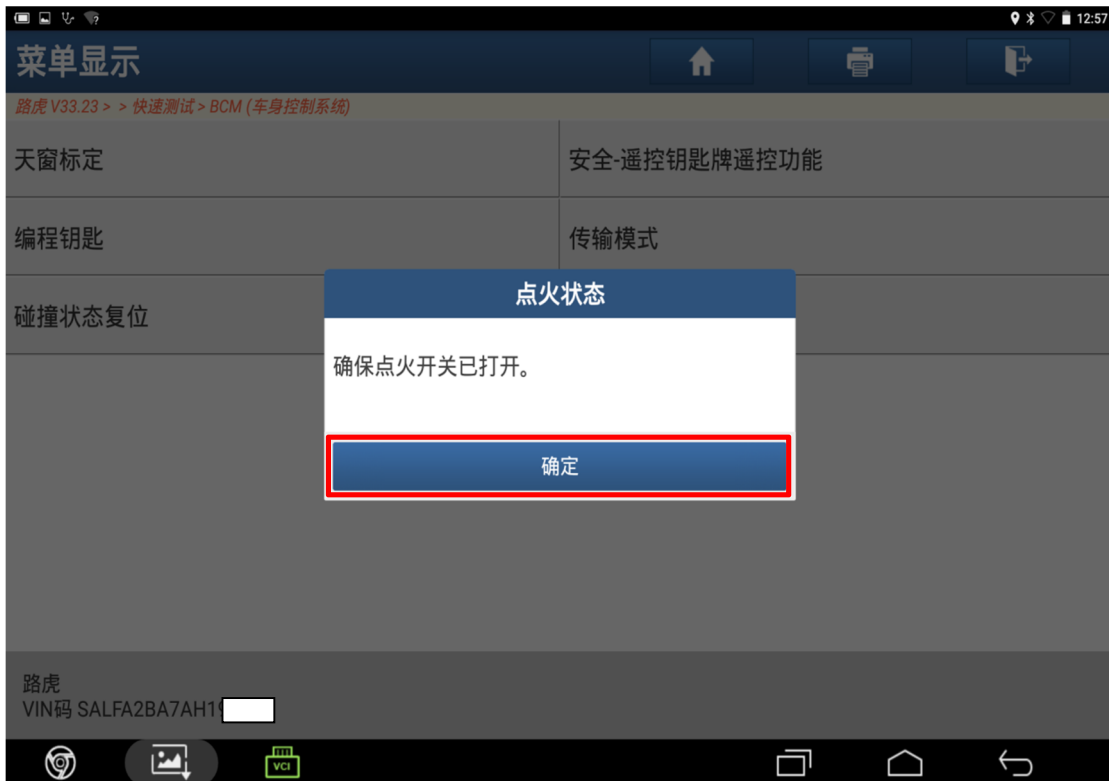 12:57
菜单显示
路虎 V33.23 > > 快速测试 > BCM (车身控制系统)
天窗标定
安全-遥控钥匙牌遥控功能
编程钥匙
传输模式
碰撞状态复位
点火状态
确保点火开关已打开。
确定
路虎
VIN码 SALFA2BA7AH19
VCI